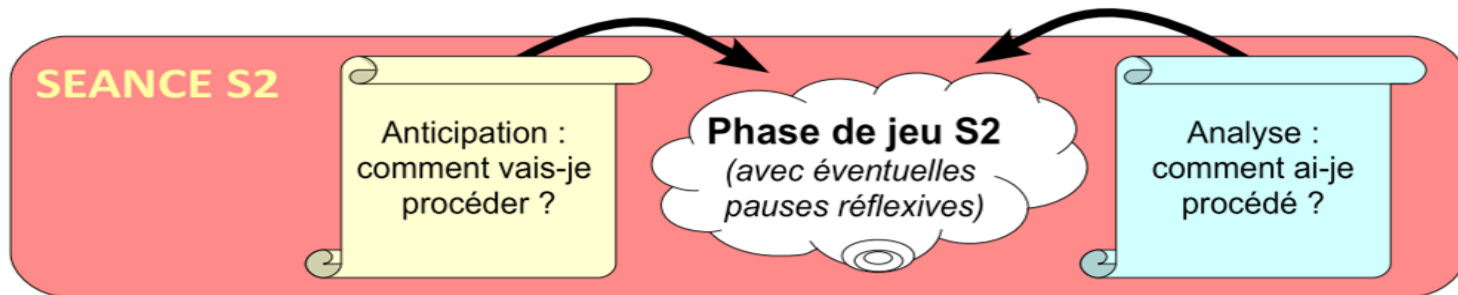 SEANCE S2
Anticipation :
comment vais-je
procéder ?
Phase de jeu S2
(avec éventuelles
pauses réflexives)
Analyse :
comment ai-je
procédé ?